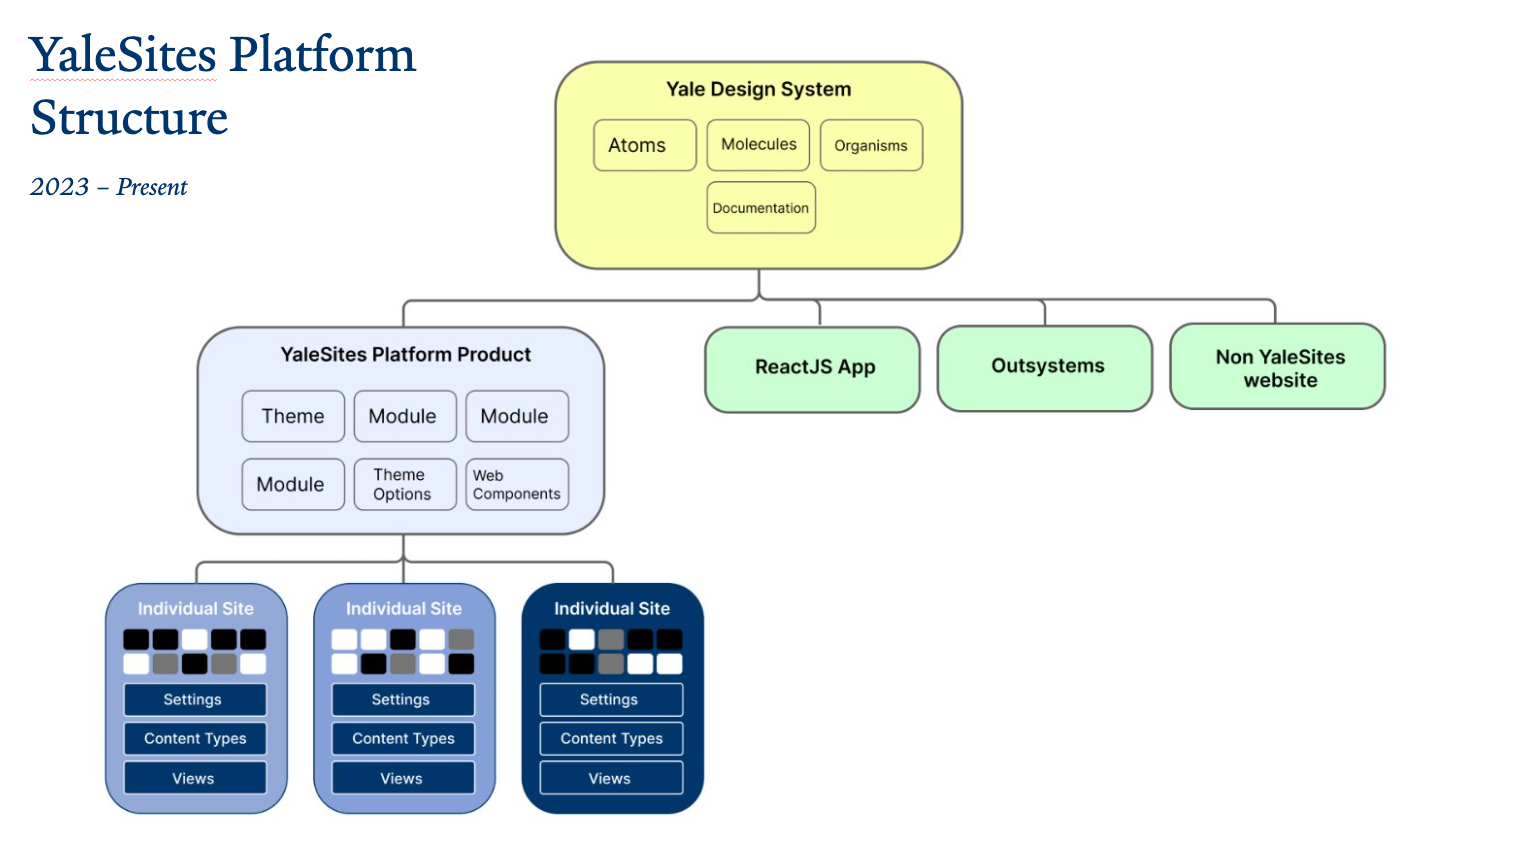 YaleSites Platform
Structure
2023 – Present
Yale Design System
Atoms
Molecules
Organisms
Documentation
YaleSites Platform Product
Theme
Module
Module
Module
Theme
Options
Web
Components
ReactJS App
Outsystems
Non YaleSites
website
Individual Site
Settings
Content Types
Views
Individual Site
Settings
Content Types
Views
Individual Site
Settings
Content Types
Views